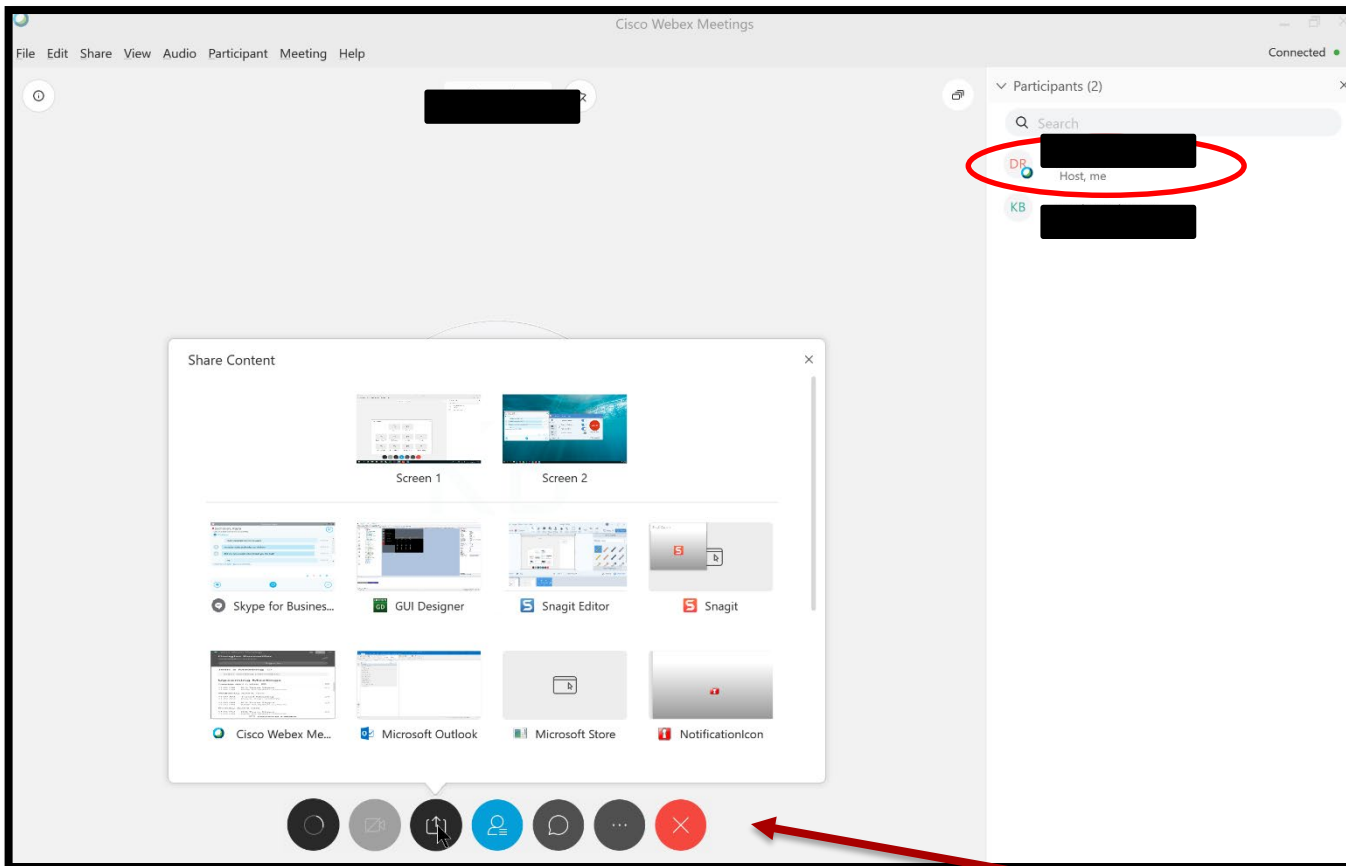 Cisco Webex Meetings
File Edit Share View Audio Participant Meeting Help
Connected
Participants (2)
Search
DR
Host, me
KB
Share Content
Screen 1 Screen 2
Skype for Busines... GUI Designer Snagit Editor Snagit
Cisco Webex Me... Microsoft Outlook Microsoft Store NotificationIcon